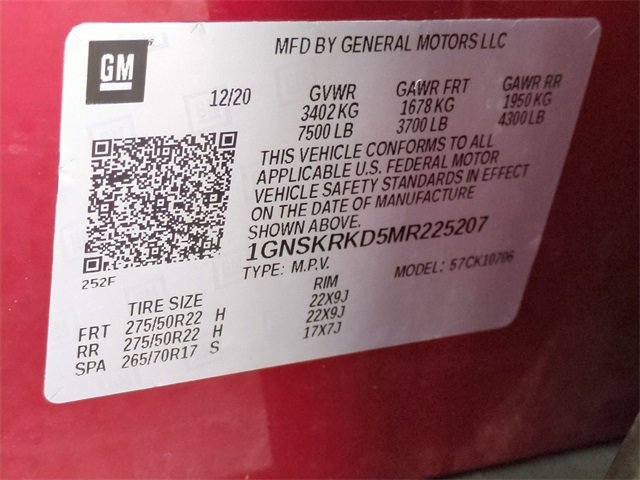 GM
MFD BY GENERAL MOTORS LLC
12/20 GVWR GAWR FRT GAWR RR
3402 KG 1678 KG 1950 KG
7500 LB 3700 LB 4300 LB
THIS VEHICLE CONFORMS TO ALL
APPLICABLE U.S. FEDERAL MOTOR
VEHICLE SAFETY STANDARDS IN EFFECT
ON THE DATE OF MANUFACTURE
SHOWN ABOVE.
1GNSKRKD5MR225207
252F TYPE: M.P.V. MODEL: 57CK10706
TIRE SIZE RIM
FRT 275/50R22 H 22X9J
RR 275/50R22 H 22X9J
SPA 265/70R17 S 17X7J